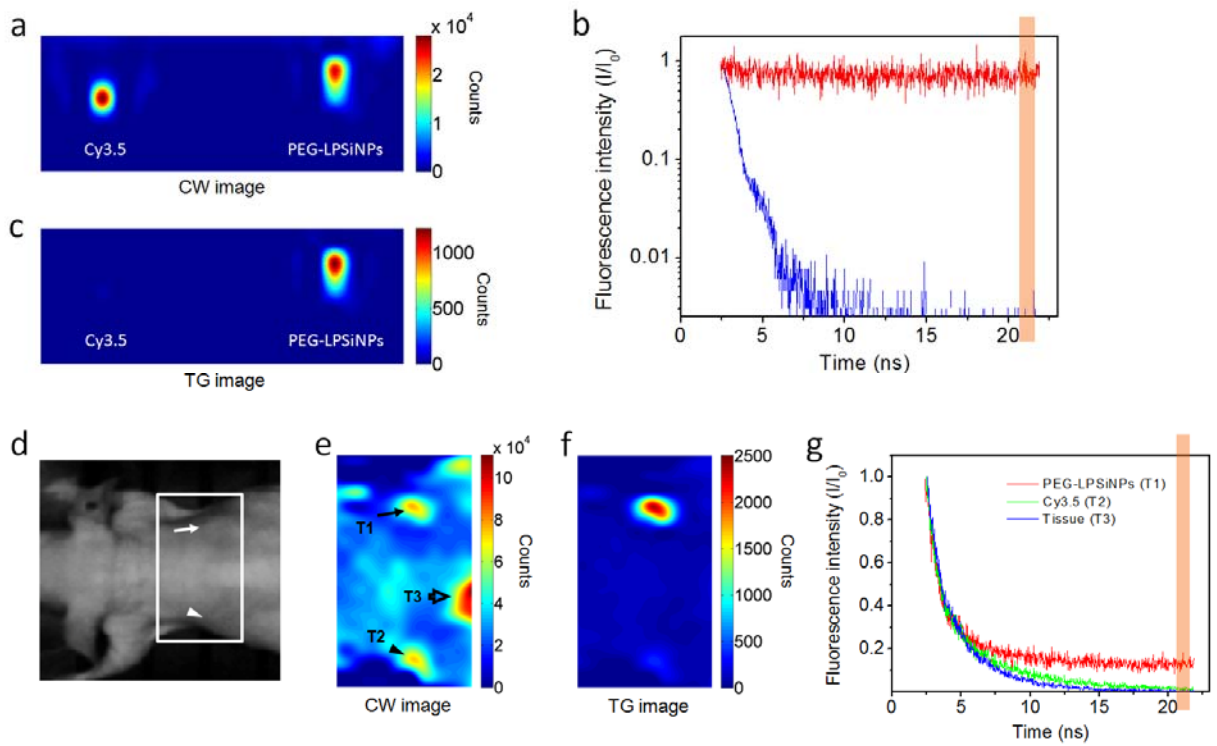 a
x 10⁴
2
1
0
Counts
Cy3.5
PEG-LPSiNPs
CW image
b
Fluorescence intensity (I/I₀)
1
0.1
0.01
0
5
10
15
20
Time (ns)
c
1000
500
0
Counts
Cy3.5
PEG-LPSiNPs
TG image
d
e
x 10⁴
10
8
6
4
2
0
Counts
T1
T3
T2
CW image
f
2500
2000
1500
1000
500
0
Counts
TG image
g
Fluorescence intensity (I/I₀)
1.0
0.8
0.6
0.4
0.2
PEG-LPSiNPs (T1)
Cy3.5 (T2)
Tissue (T3)
0
5
10
15
20
Time (ns)